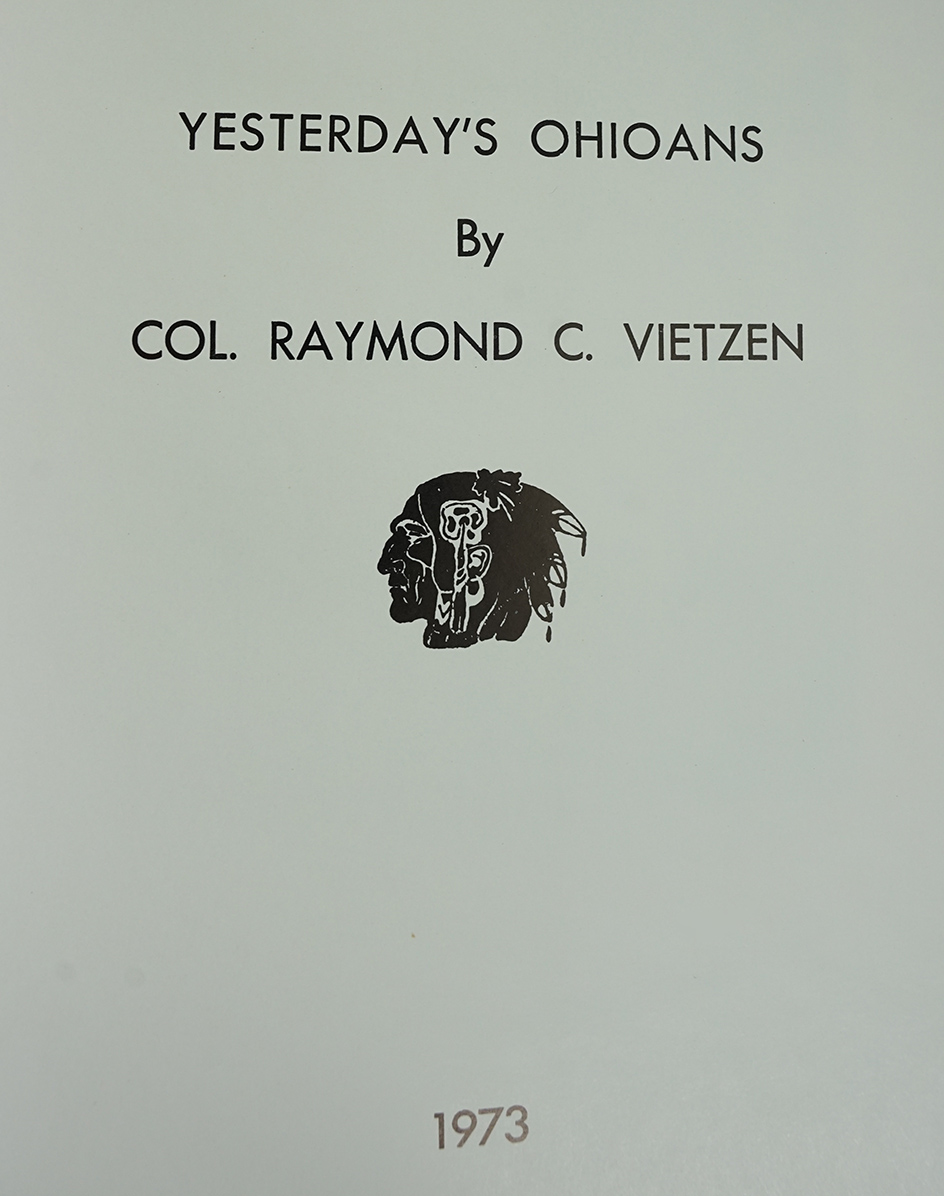 YESTERDAY'S OHIOANS
By
COL. RAYMOND C. VIETZEN
1973